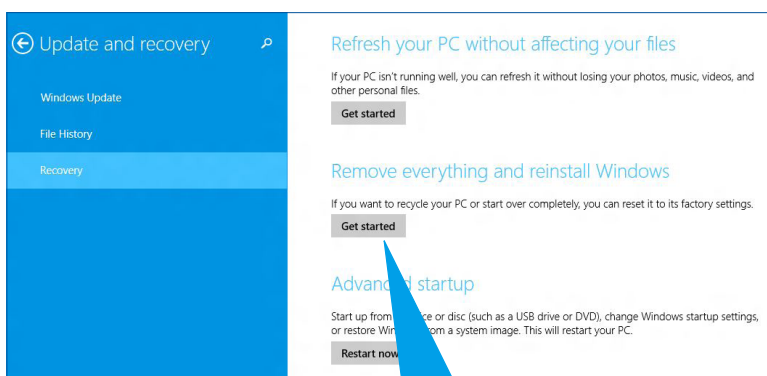 Update and recovery
Windows Update
File History
Recovery
Refresh your PC without affecting your files
If your PC isn't running well, you can refresh it without losing your photos, music, videos, and
other personal files.
Get started
Remove everything and reinstall Windows
If you want to recycle your PC or start over completely, you can reset it to its factory settings.
Get started
Advanced startup
Start up from ce or disc (such as a USB drive or DVD), change Windows startup settings,
or restore from a system image. This will restart your PC.
Restart now